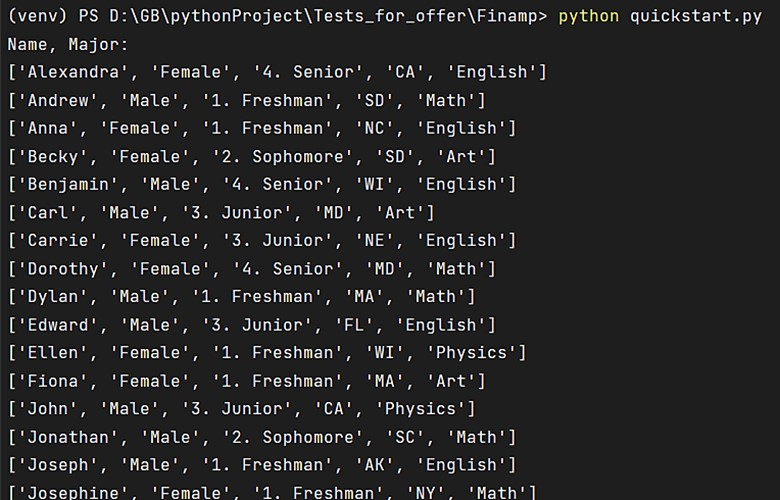 (venv) PS D:\GB\pythonProject\Tests_for_offer\Finamp> python quickstart.py
Name, Major:
['Alexandra', 'Female', '4. Senior', 'CA', 'English']
['Andrew', 'Male', '1. Freshman', 'SD', 'Math']
['Anna', 'Female', '1. Freshman', 'NC', 'English']
['Becky', 'Female', '2. Sophomore', 'SD', 'Art']
['Benjamin', 'Male', '4. Senior', 'WI', 'English']
['Carl', 'Male', '3. Junior', 'MD', 'Art']
['Carrie', 'Female', '3. Junior', 'NE', 'English']
['Dorothy', 'Female', '4. Senior', 'MD', 'Math']
['Dylan', 'Male', '1. Freshman', 'MA', 'Math']
['Edward', 'Male', '3. Junior', 'FL', 'English']
['Ellen', 'Female', '1. Freshman', 'WI', 'Physics']
['Fiona', 'Female', '1. Freshman', 'MA', 'Art']
['John', 'Male', '3. Junior', 'CA', 'Physics']
['Jonathan', 'Male', '2. Sophomore', 'SC', 'Math']
['Joseph', 'Male', '1. Freshman', 'AK', 'English']
['Josephine', 'Female', '1. Freshman', 'NY', 'Math']